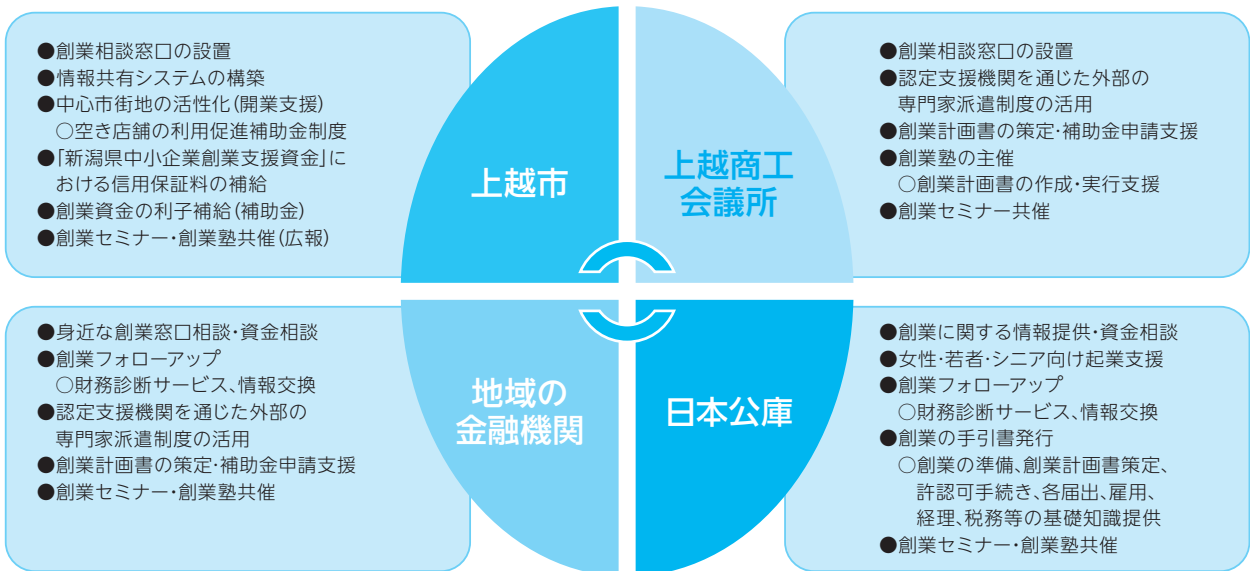 ●創業相談窓口の設置
●情報共有システムの構築
●中心市街地の活性化(開業支援)
○空き店舗の利用促進補助金制度
●「新潟県中小企業創業支援資金」に
おける信用保証料の補給
●創業資金の利子補給(補助金)
●創業セミナー・創業塾共催(広報)
上越市
上越商工
会議所
●創業相談窓口の設置
●認定支援機関を通じた外部の
専門家派遣制度の活用
●創業計画書の策定・補助金申請支援
●創業塾の主催
○創業計画書の作成・実行支援
●創業セミナー共催
●身近な創業窓口相談・資金相談
●創業フォローアップ
○財務診断サービス、情報交換
●認定支援機関を通じた外部の
専門家派遣制度の活用
●創業計画書の策定・補助金申請支援
●創業セミナー・創業塾共催
地域の
金融機関
日本公庫
●創業に関する情報提供・資金相談
●女性・若者・シニア向け起業支援
●創業フォローアップ
○財務診断サービス、情報交換
●創業の手引書発行
○創業の準備、創業計画書策定、
許認可手続き、各届出、雇用、
経理、税務等の基礎知識提供
●創業セミナー・創業塾共催